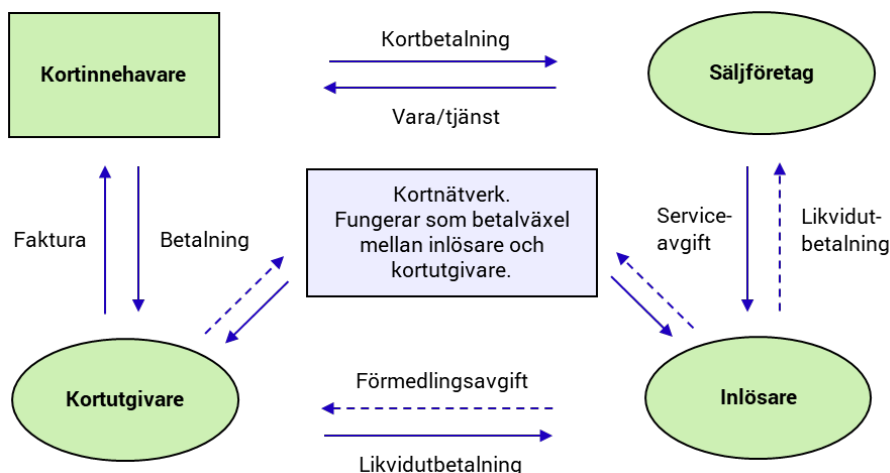 Kortbetalning
Kortinnehavare
Säljföretag
Vara/tjänst
Kortnätverk.
Fungerar som betalväxel
mellan inlösare och
kortutgivare.
Faktura
Betalning
Service-
avgift
Likvidut-
betalning
Förmedlingsavgift
Kortutgivare
Inlösare
Likvidutbetalning